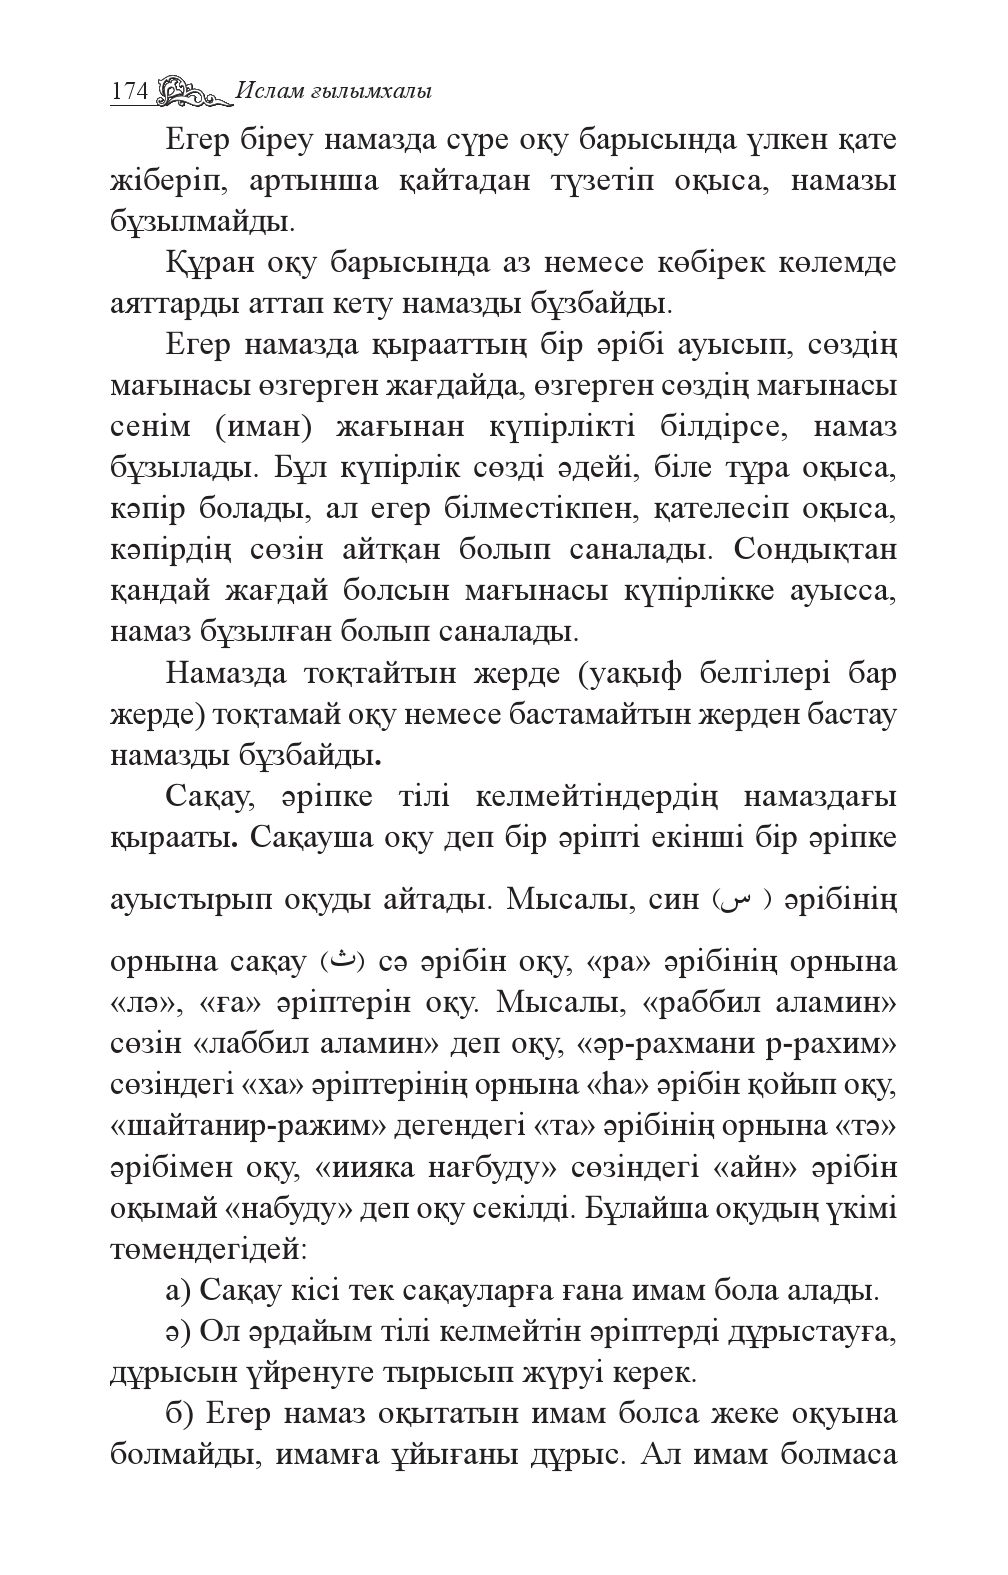 174 Ислам ғылымхалы
Егер біреу намазда сүре оқу барысында үлкен қате
жіберіп, артынша қайтадан түзетіп оқыса, намазы
бұзылмайды.
Құран оқу барысында аз немесе көбірек көлемде
аяттарды аттап кету намазды бұзбайды.
Егер намазда қырааттың бір әрібі ауысып, сөздің
мағынасы өзгерген жағдайда, өзгерген сөздің мағынасы
сенім (иман) жағынан күпірлікті білдірсе, намаз
бұзылады. Бұл күпірлік сөзді әдейі, біле тұра оқыса,
кәпір болады, ал егер білместікпен, қателесіп оқыса,
кәпірдің сөзін айтқан болып саналады. Сондықтан
қандай жағдай болсын мағынасы күпірлікке ауысса,
намаз бұзылған болып саналады.
Намазда тоқтайтын жерде (уақыф белгілері бар
жерде) тоқтамай оқу немесе бастамайтын жерден бастау
намазды бұзбайды.
Сақау, әріпке тілі келмейтіндердің намаздағы
қырааты. Сақауша оқу деп бір әріпті екінші бір әріпке
ауыстырып оқуды айтады. Мысалы, син (س ) әрібінің
орнына сақау (ث) сә әрібін оқу, «ра» әрібінің орнына
«лә», «ға» әріптерін оқу. Мысалы, «раббил аламин»
сөзін «лаббил аламин» деп оқу, «әр-рахмани р-рахим»
сөзіндегі «ха» әріптерінің орнына «һа» әрібін қойып оқу,
«шайтанир-ражим» дегендегі «та» әрібінің орнына «тә»
әрібімен оқу, «иияка нағбуду» сөзіндегі «айн» әрібін
оқымай «набуду» деп оқу секілді. Бұлайша оқудың үкімі
төмендегідей:
а) Сақау кісі тек сақауларға ғана имам бола алады.
ә) Ол әрдайым тілі келмейтін әріптерді дұрыстауға,
дұрысын үйренуге тырысып жүруі керек.
б) Егер намаз оқытатын имам болса жеке оқуына
болмайды, имамға ұйығаны дұрыс. Ал имам болмаса